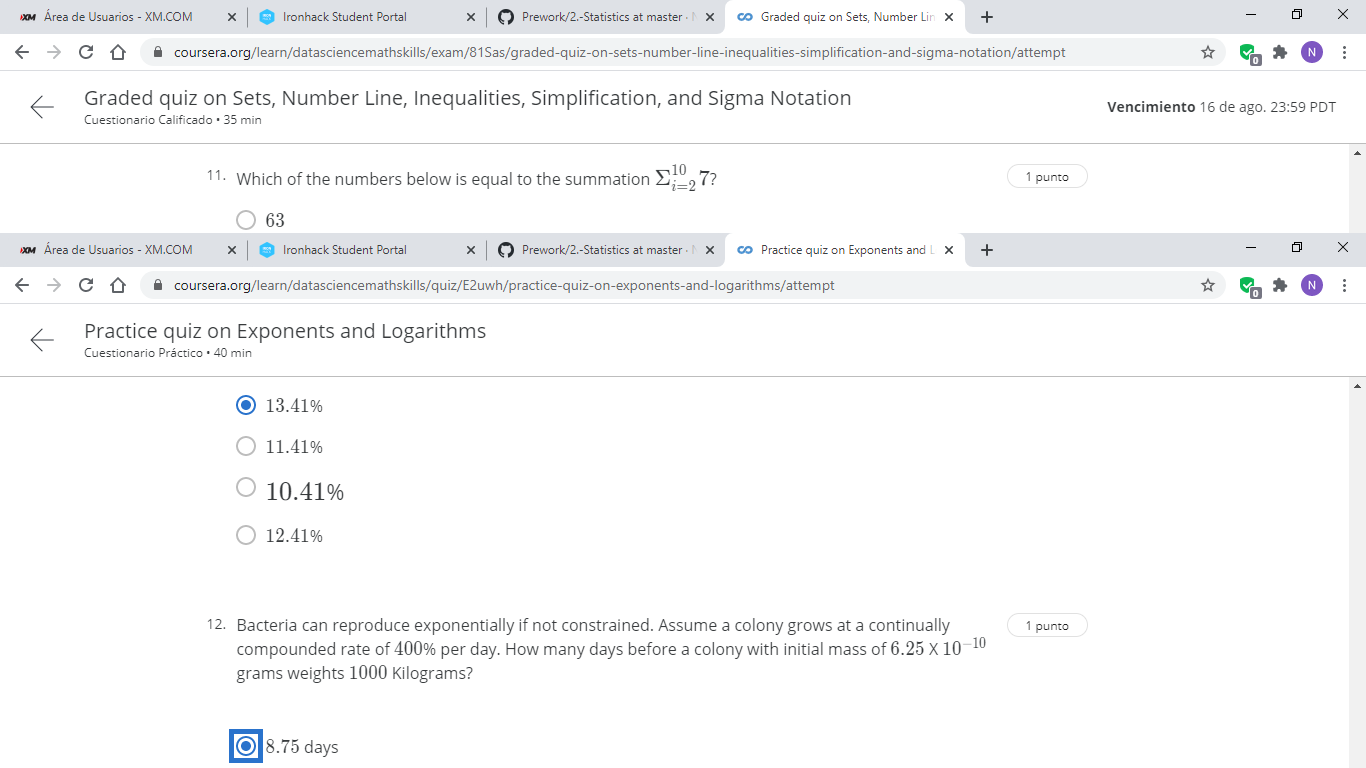 XM Área de Usuarios - XM.COM Ironhack Student Portal Prework/2.-Statistics at master · Graded quiz on Sets, Number Lin
coursera.org/learn/datasciencemathskills/exam/81Sas/graded-quiz-on-sets-number-line-inequalities-simplification-and-sigma-notation/attempt 0 N
Graded quiz on Sets, Number Line, Inequalities, Simplification, and Sigma Notation
Cuestionario Calificado • 35 min
Vencimiento 16 de ago. 23:59 PDT
11. Which of the numbers below is equal to the summation Σ_{i=2}^{10} 7? 1 punto
63
XM Área de Usuarios - XM.COM Ironhack Student Portal Prework/2.-Statistics at master · Practice quiz on Exponents and L
coursera.org/learn/datasciencemathskills/quiz/E2uwh/practice-quiz-on-exponents-and-logarithms/attempt 0 N
Practice quiz on Exponents and Logarithms
Cuestionario Práctico • 40 min
13.41%
11.41%
10.41%
12.41%
12. Bacteria can reproduce exponentially if not constrained. Assume a colony grows at a continually 1 punto
compounded rate of 400% per day. How many days before a colony with initial mass of 6.25 X 10^{−10}
grams weights 1000 Kilograms?
8.75 days